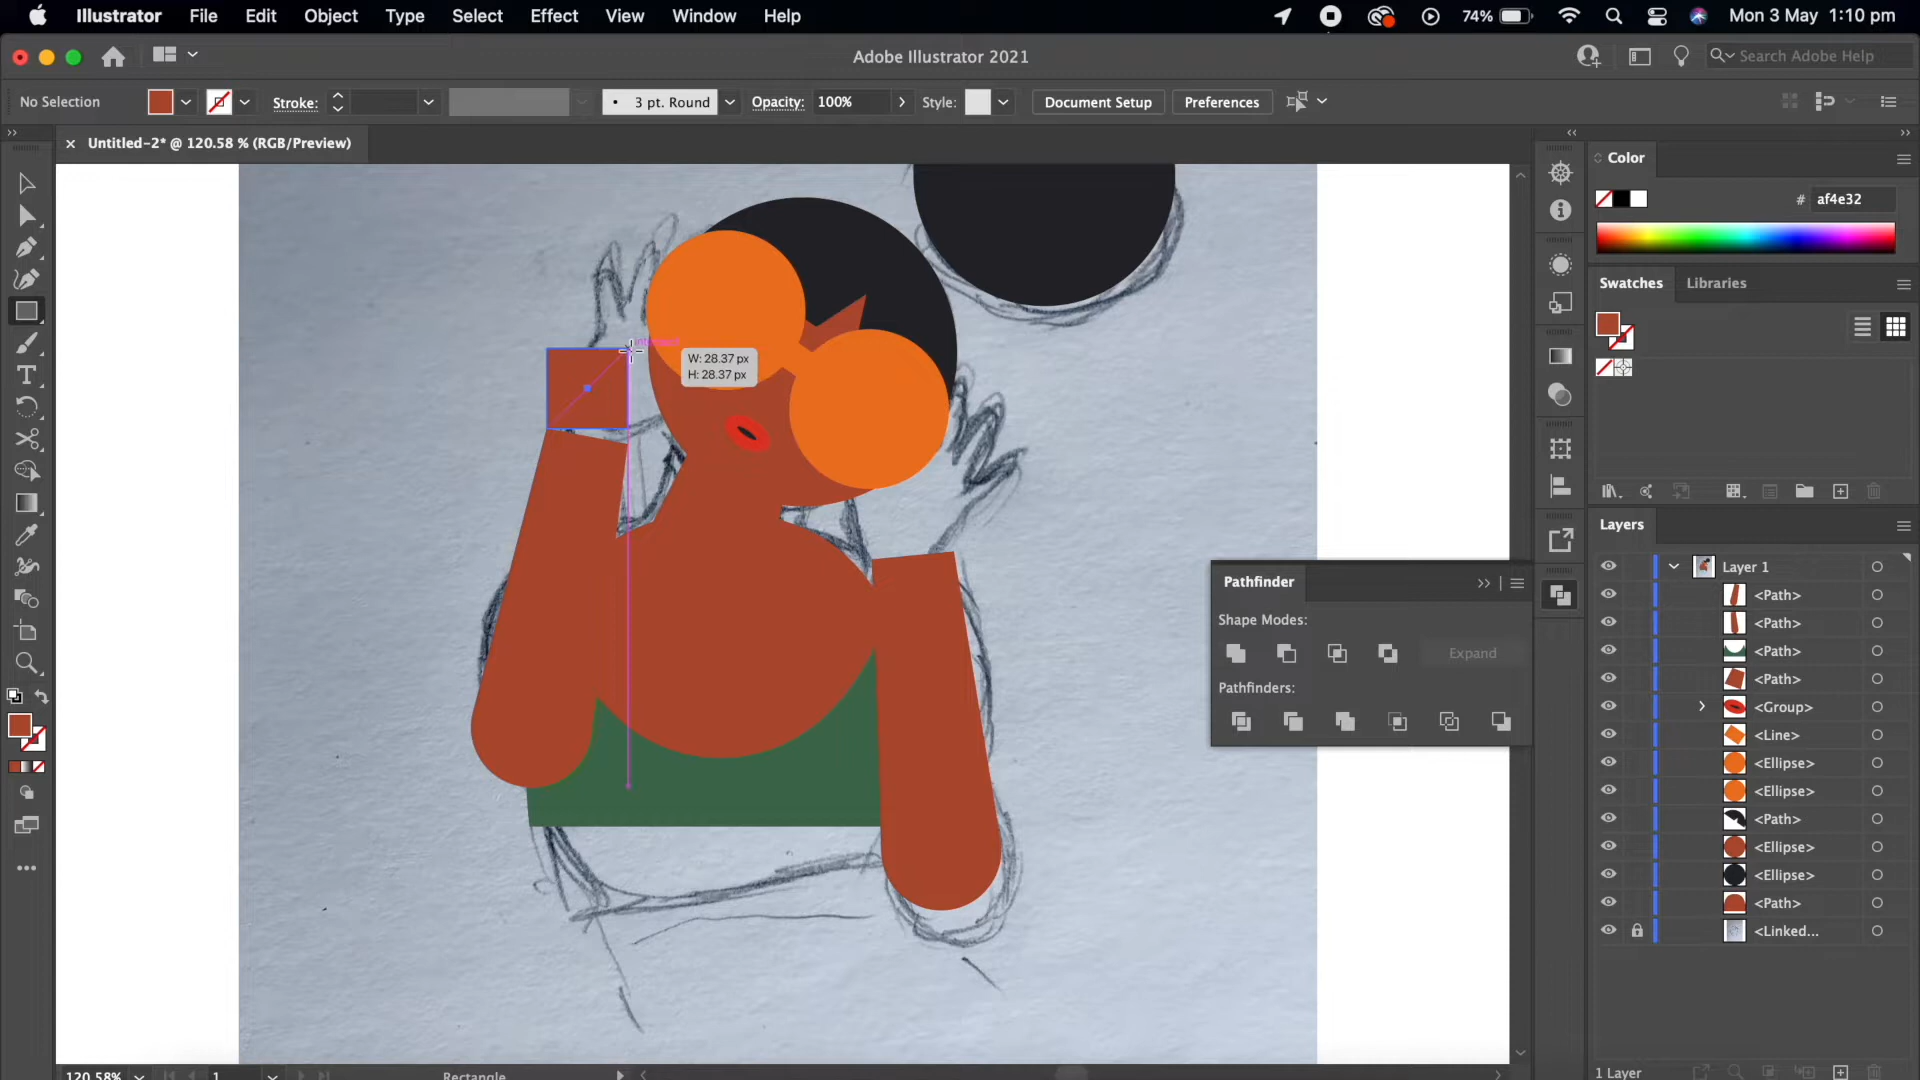 Illustrator File Edit Object Type Select Effect View Window Help 74% Mon 3 May 1:10 pm
Adobe Illustrator 2021
Search Adobe Help
No Selection Stroke: 3 pt. Round Opacity: 100% Style: Document Setup Preferences
× Untitled-2* @ 120.58 % (RGB/Preview)
Color
# af4e32
Swatches Libraries
intersect
W: 28.37 px
H: 28.37 px
Layers
Layer 1
<Path>
<Path>
<Path>
<Path>
<Group>
<Line>
<Ellipse>
<Ellipse>
<Path>
<Ellipse>
<Ellipse>
<Path>
<Linked...
Pathfinder
Shape Modes:
Expand
Pathfinders:
120.58% 1 Rectangle
1 Layer